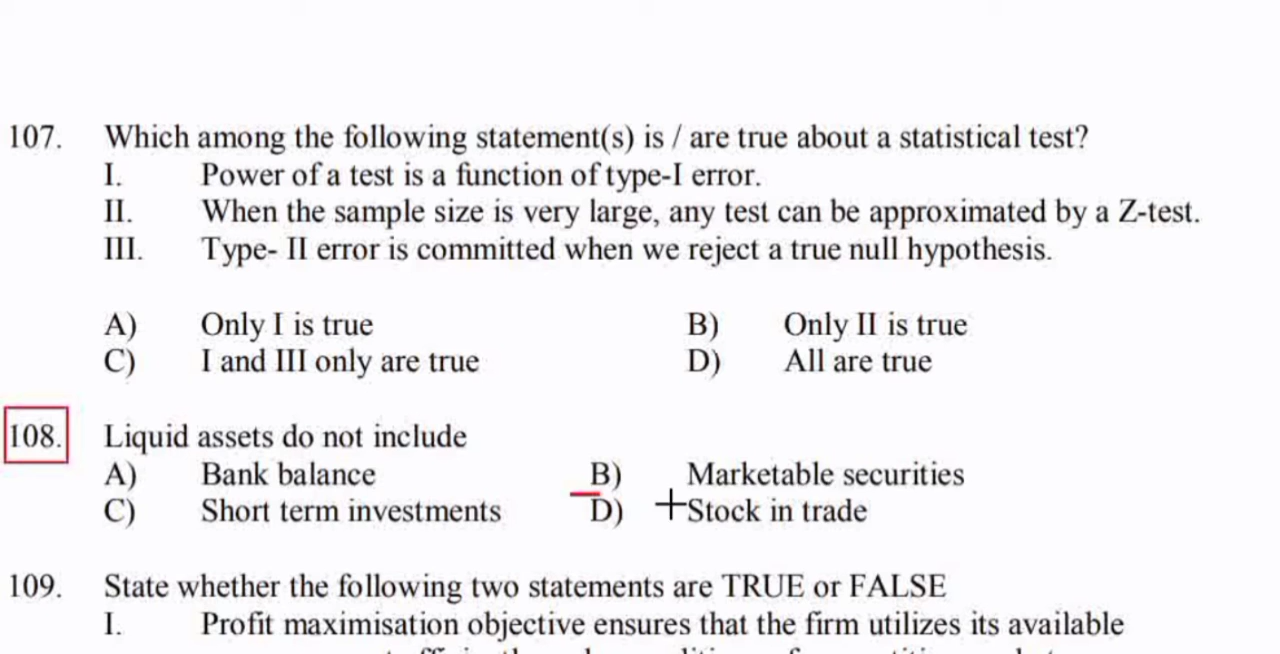 107. Which among the following statement(s) is / are true about a statistical test?
I. Power of a test is a function of type-I error.
II. When the sample size is very large, any test can be approximated by a Z-test.
III. Type- II error is committed when we reject a true null hypothesis.
A) Only I is true B) Only II is true
C) I and III only are true D) All are true
108. Liquid assets do not include
A) Bank balance B) Marketable securities
C) Short term investments D) Stock in trade
109. State whether the following two statements are TRUE or FALSE
I. Profit maximisation objective ensures that the firm utilizes its available